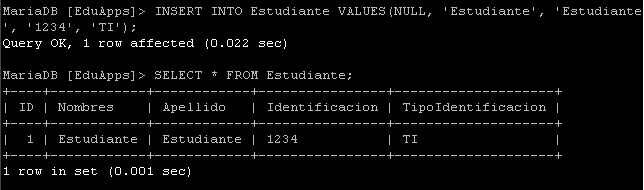 MariaDB [EduApps]> INSERT INTO Estudiante VALUES(NULL, 'Estudiante', 'Estudiante
', '1234', 'TI');
Query OK, 1 row affected (0.022 sec)

MariaDB [EduApps]> SELECT * FROM Estudiante;
+----+------------+------------+----------------+--------------------+
| ID | Nombres    | Apellido   | Identificacion | TipoIdentificacion |
+----+------------+------------+----------------+--------------------+
|  1 | Estudiante | Estudiante | 1234           | TI                 |
+----+------------+------------+----------------+--------------------+
1 row in set (0.001 sec)